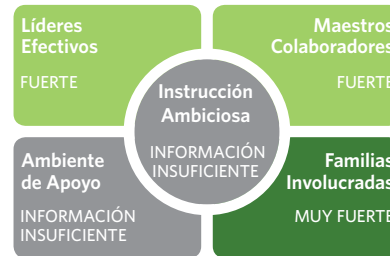 Líderes
Efectivos
FUERTE
Maestros
Colaboradores
FUERTE
Instrucción
Ambiciosa
INFORMACIÓN
INSUFICIENTE
Ambiente
de Apoyo
INFORMACIÓN
INSUFICIENTE
Familias
Involucradas
MUY FUERTE